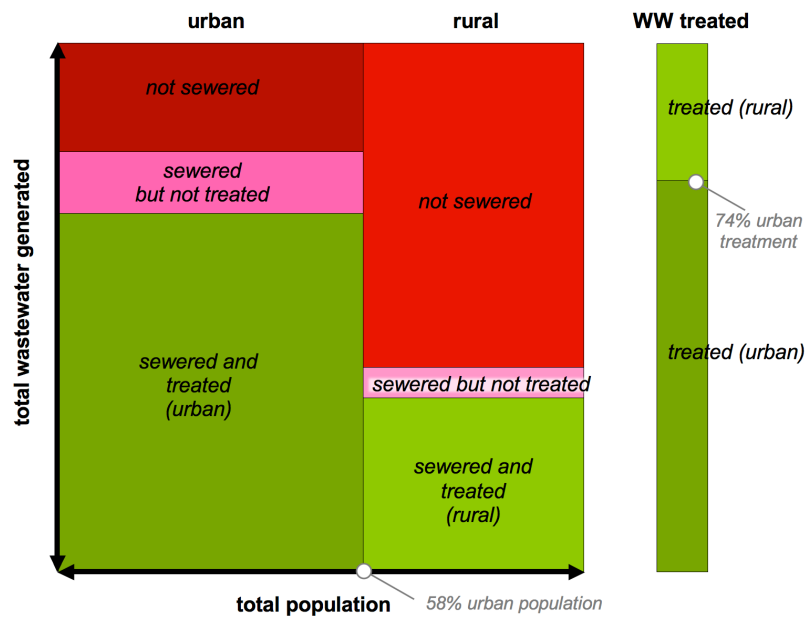 urban
rural
WW treated
not sewered
treated (rural)
sewered
but not treated
not sewered
74% urban
treatment
total wastewater generated
sewered and
treated
(urban)
treated (urban)
sewered but not treated
sewered and
treated
(rural)
total population
58% urban population